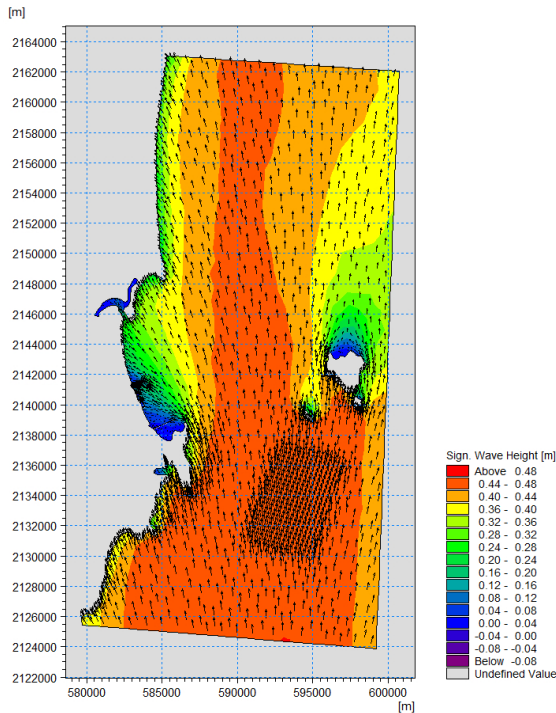 [m]
2164000
2162000
2160000
2158000
2156000
2154000
2152000
2150000
2148000
2146000
2144000
2142000
2140000
2138000
2136000
2134000
2132000
2130000
2128000
2126000
2124000
2122000
580000 585000 590000 595000 600000
[m]
Sign. Wave Height [m]
Above 0.48
0.44 - 0.48
0.40 - 0.44
0.36 - 0.40
0.32 - 0.36
0.28 - 0.32
0.24 - 0.28
0.20 - 0.24
0.16 - 0.20
0.12 - 0.16
0.08 - 0.12
0.04 - 0.08
0.00 - 0.04
-0.04 - 0.00
-0.08 - -0.04
Below -0.08
Undefined Value